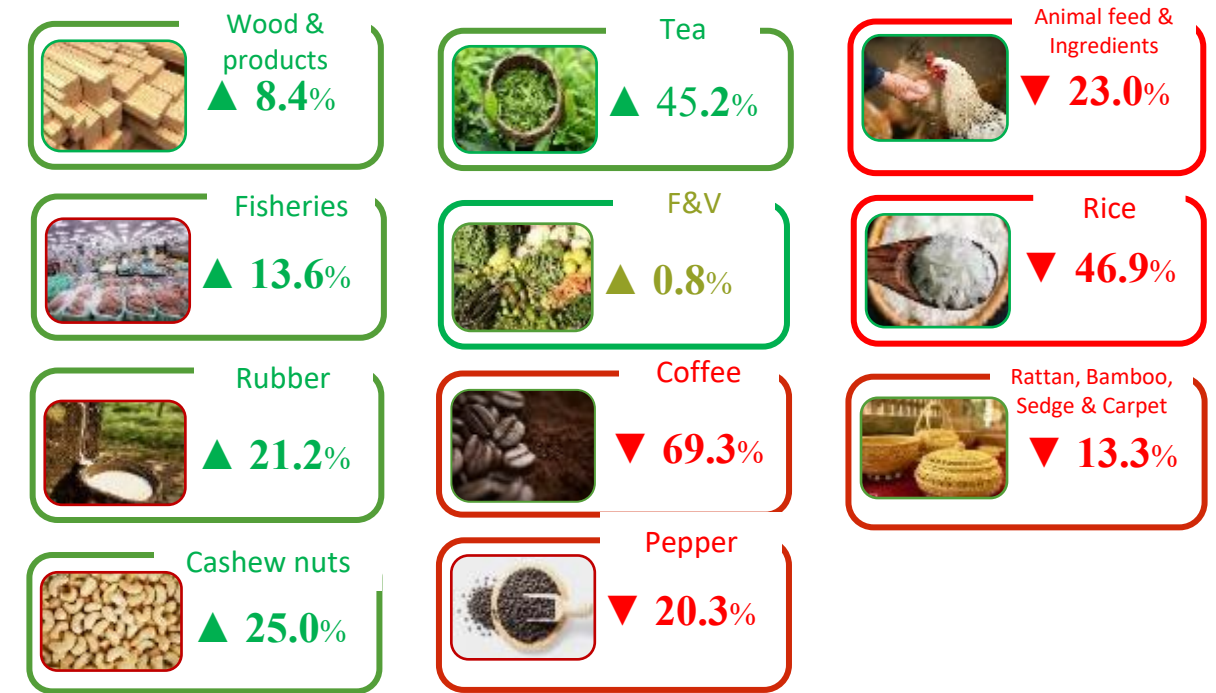 Wood &
products
▲ 8.4%
Tea
▲ 45.2%
Animal feed &
Ingredients
▼ 23.0%
Fisheries
▲ 13.6%
F&V
▲ 0.8%
Rice
▼ 46.9%
Rubber
▲ 21.2%
Coffee
▼ 69.3%
Rattan, Bamboo,
Sedge & Carpet
▼ 13.3%
Cashew nuts
▲ 25.0%
Pepper
▼ 20.3%